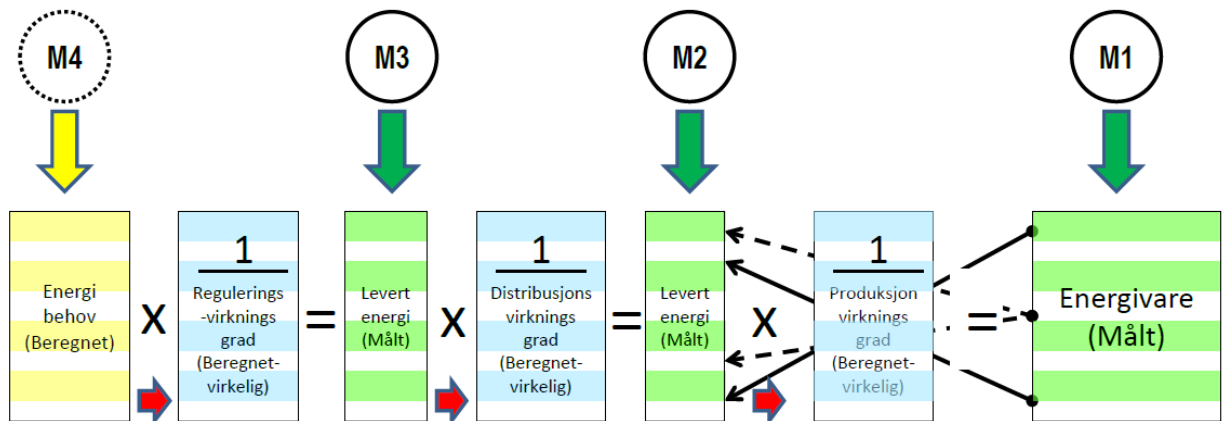 M4
M3
M2
M1
Energi
behov
(Beregnet)
X
1
Regulerings
-virknings
grad
(Beregnet-
virkelig)
=
Levert
energi
(Målt)
X
1
Distribusjons
virknings
grad
(Beregnet-
virkelig)
=
Levert
energi
(Målt)
X
1
Produksjon
virknings
grad
(Beregnet-
virkelig)
=
Energivare
(Målt)